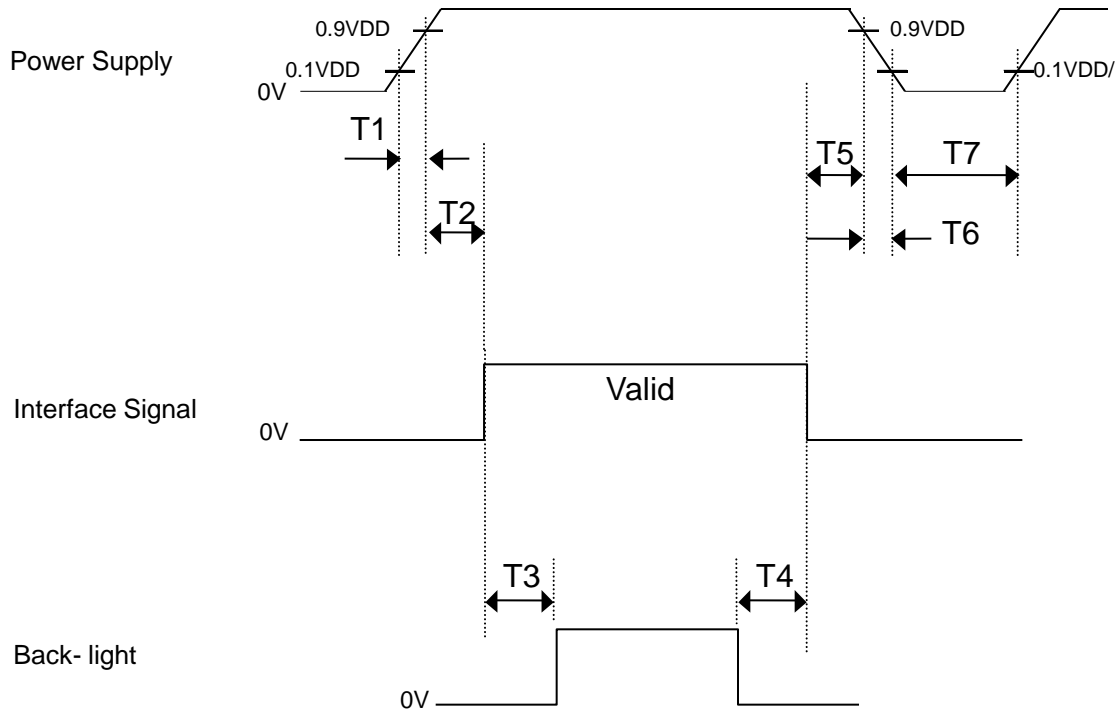 0.9VDD
0.9VDD
Power Supply
0.1VDD
0.1VDD/
0V
T1
T5
T7
T2
T6
Valid
Interface Signal
0V
T3
T4
Back- light
0V